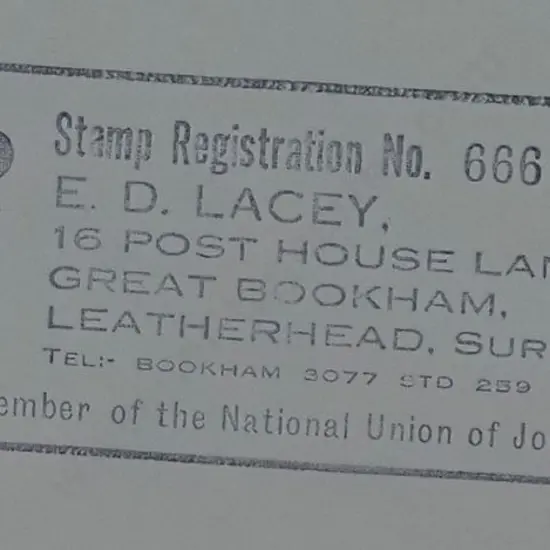 Stamp Registration No. 666
E. D. LACEY,
16 POST HOUSE LAN
GREAT BOOKHAM,
LEATHERHEAD, SUR
TEL:- BOOKHAM 3077 STD 259
ember of the National Union of Jo